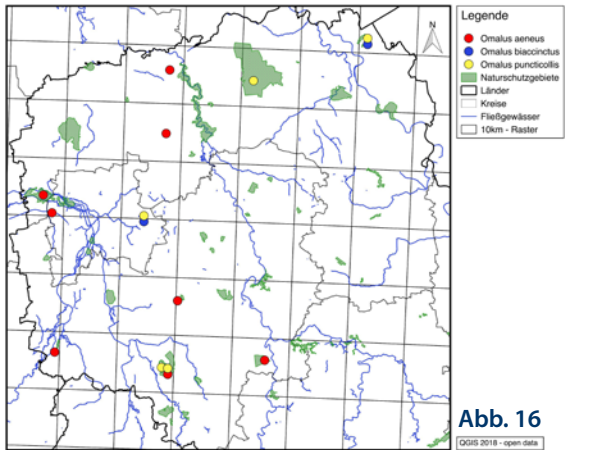 N
Legende
Omalus aeneus
Omalus biaccinctus
Omalus puncticollis
Naturschutzgebiete
Länder
Kreise
Fließgewässer
10km - Raster
Abb. 16
QGIS 2018 - open data